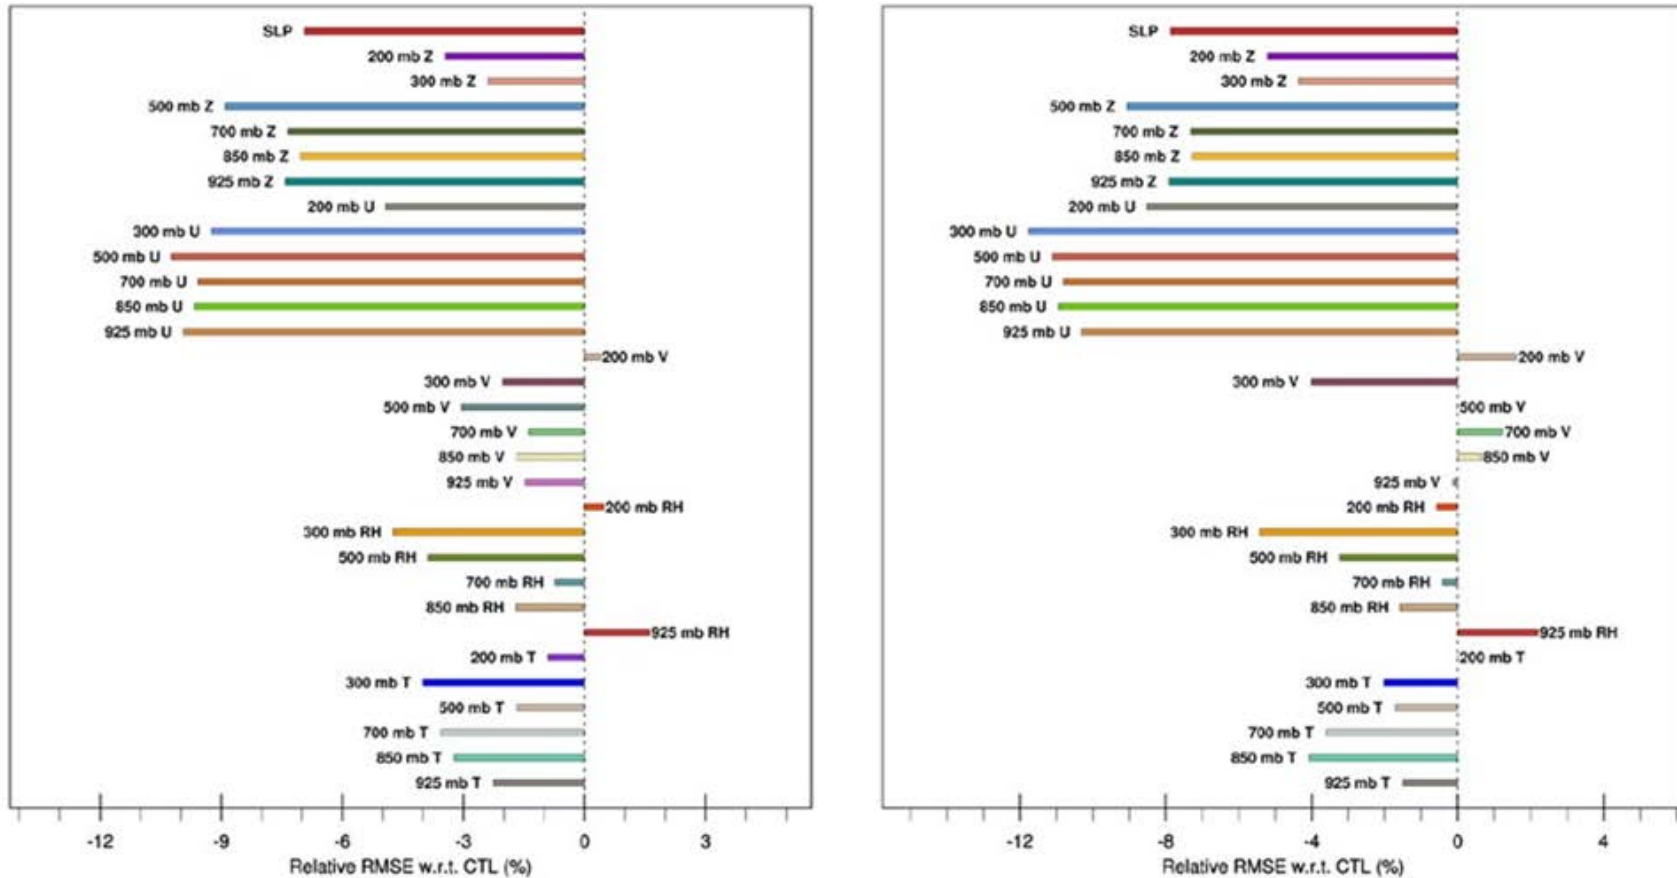 SLP
200 mb Z
300 mb Z
500 mb Z
700 mb Z
850 mb Z
925 mb Z
200 mb U
300 mb U
500 mb U
700 mb U
850 mb U
925 mb U
200 mb V
300 mb V
500 mb V
700 mb V
850 mb V
925 mb V
200 mb RH
300 mb RH
500 mb RH
700 mb RH
850 mb RH
925 mb RH
200 mb T
300 mb T
500 mb T
700 mb T
850 mb T
925 mb T
-12 -9 -6 -3 0 3
Relative RMSE w.r.t. CTL (%)
SLP
200 mb Z
300 mb Z
500 mb Z
700 mb Z
850 mb Z
925 mb Z
200 mb U
300 mb U
500 mb U
700 mb U
850 mb U
925 mb U
200 mb V
300 mb V
500 mb V
700 mb V
850 mb V
925 mb V
200 mb RH
300 mb RH
500 mb RH
700 mb RH
850 mb RH
925 mb RH
200 mb T
300 mb T
500 mb T
700 mb T
850 mb T
925 mb T
-12 -8 -4 0 4
Relative RMSE w.r.t. CTL (%)